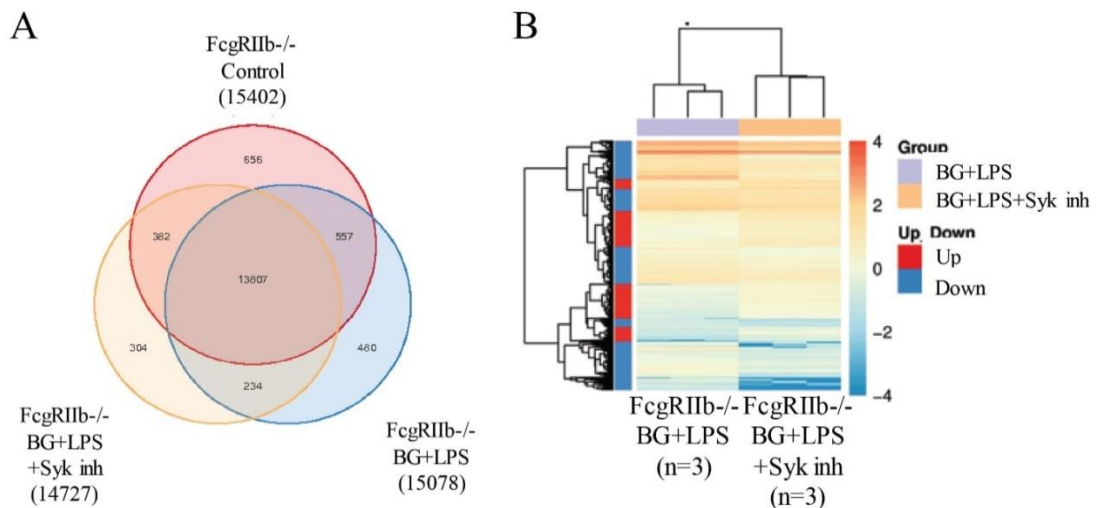 A
FcgRIIb-/-
Control
(15402)
656
382
557
13807
304
480
234
FcgRIIb-/-
BG+LPS
+Syk inh
(14727)
FcgRIIb-/-
BG+LPS
(15078)
B
4
2
0
-2
-4
Group
BG+LPS
BG+LPS+Syk inh
Up_Down
Up
Down
FcgRIIb-/-
BG+LPS
(n=3)
FcgRIIb-/-
BG+LPS
+Syk inh
(n=3)